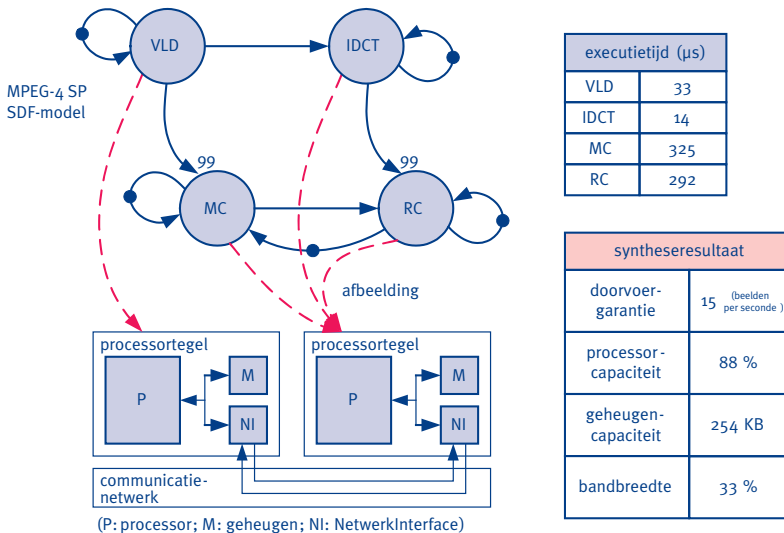 VLD
IDCT
MPEG-4 SP
SDF-model
99
99
MC
RC
afbeelding
processortegel
processortegel
P
M
NI
P
M
NI
communicatie-
netwerk
(P: processor; M: geheugen; NI: NetwerkInterface)
executietijd (µs)
VLD 33
IDCT 14
MC 325
RC 292
syntheseresultaat
doorvoer-
garantie
15 (beelden
per seconde )
processor-
capaciteit
88 %
geheugen-
capaciteit
254 KB
bandbreedte 33 %